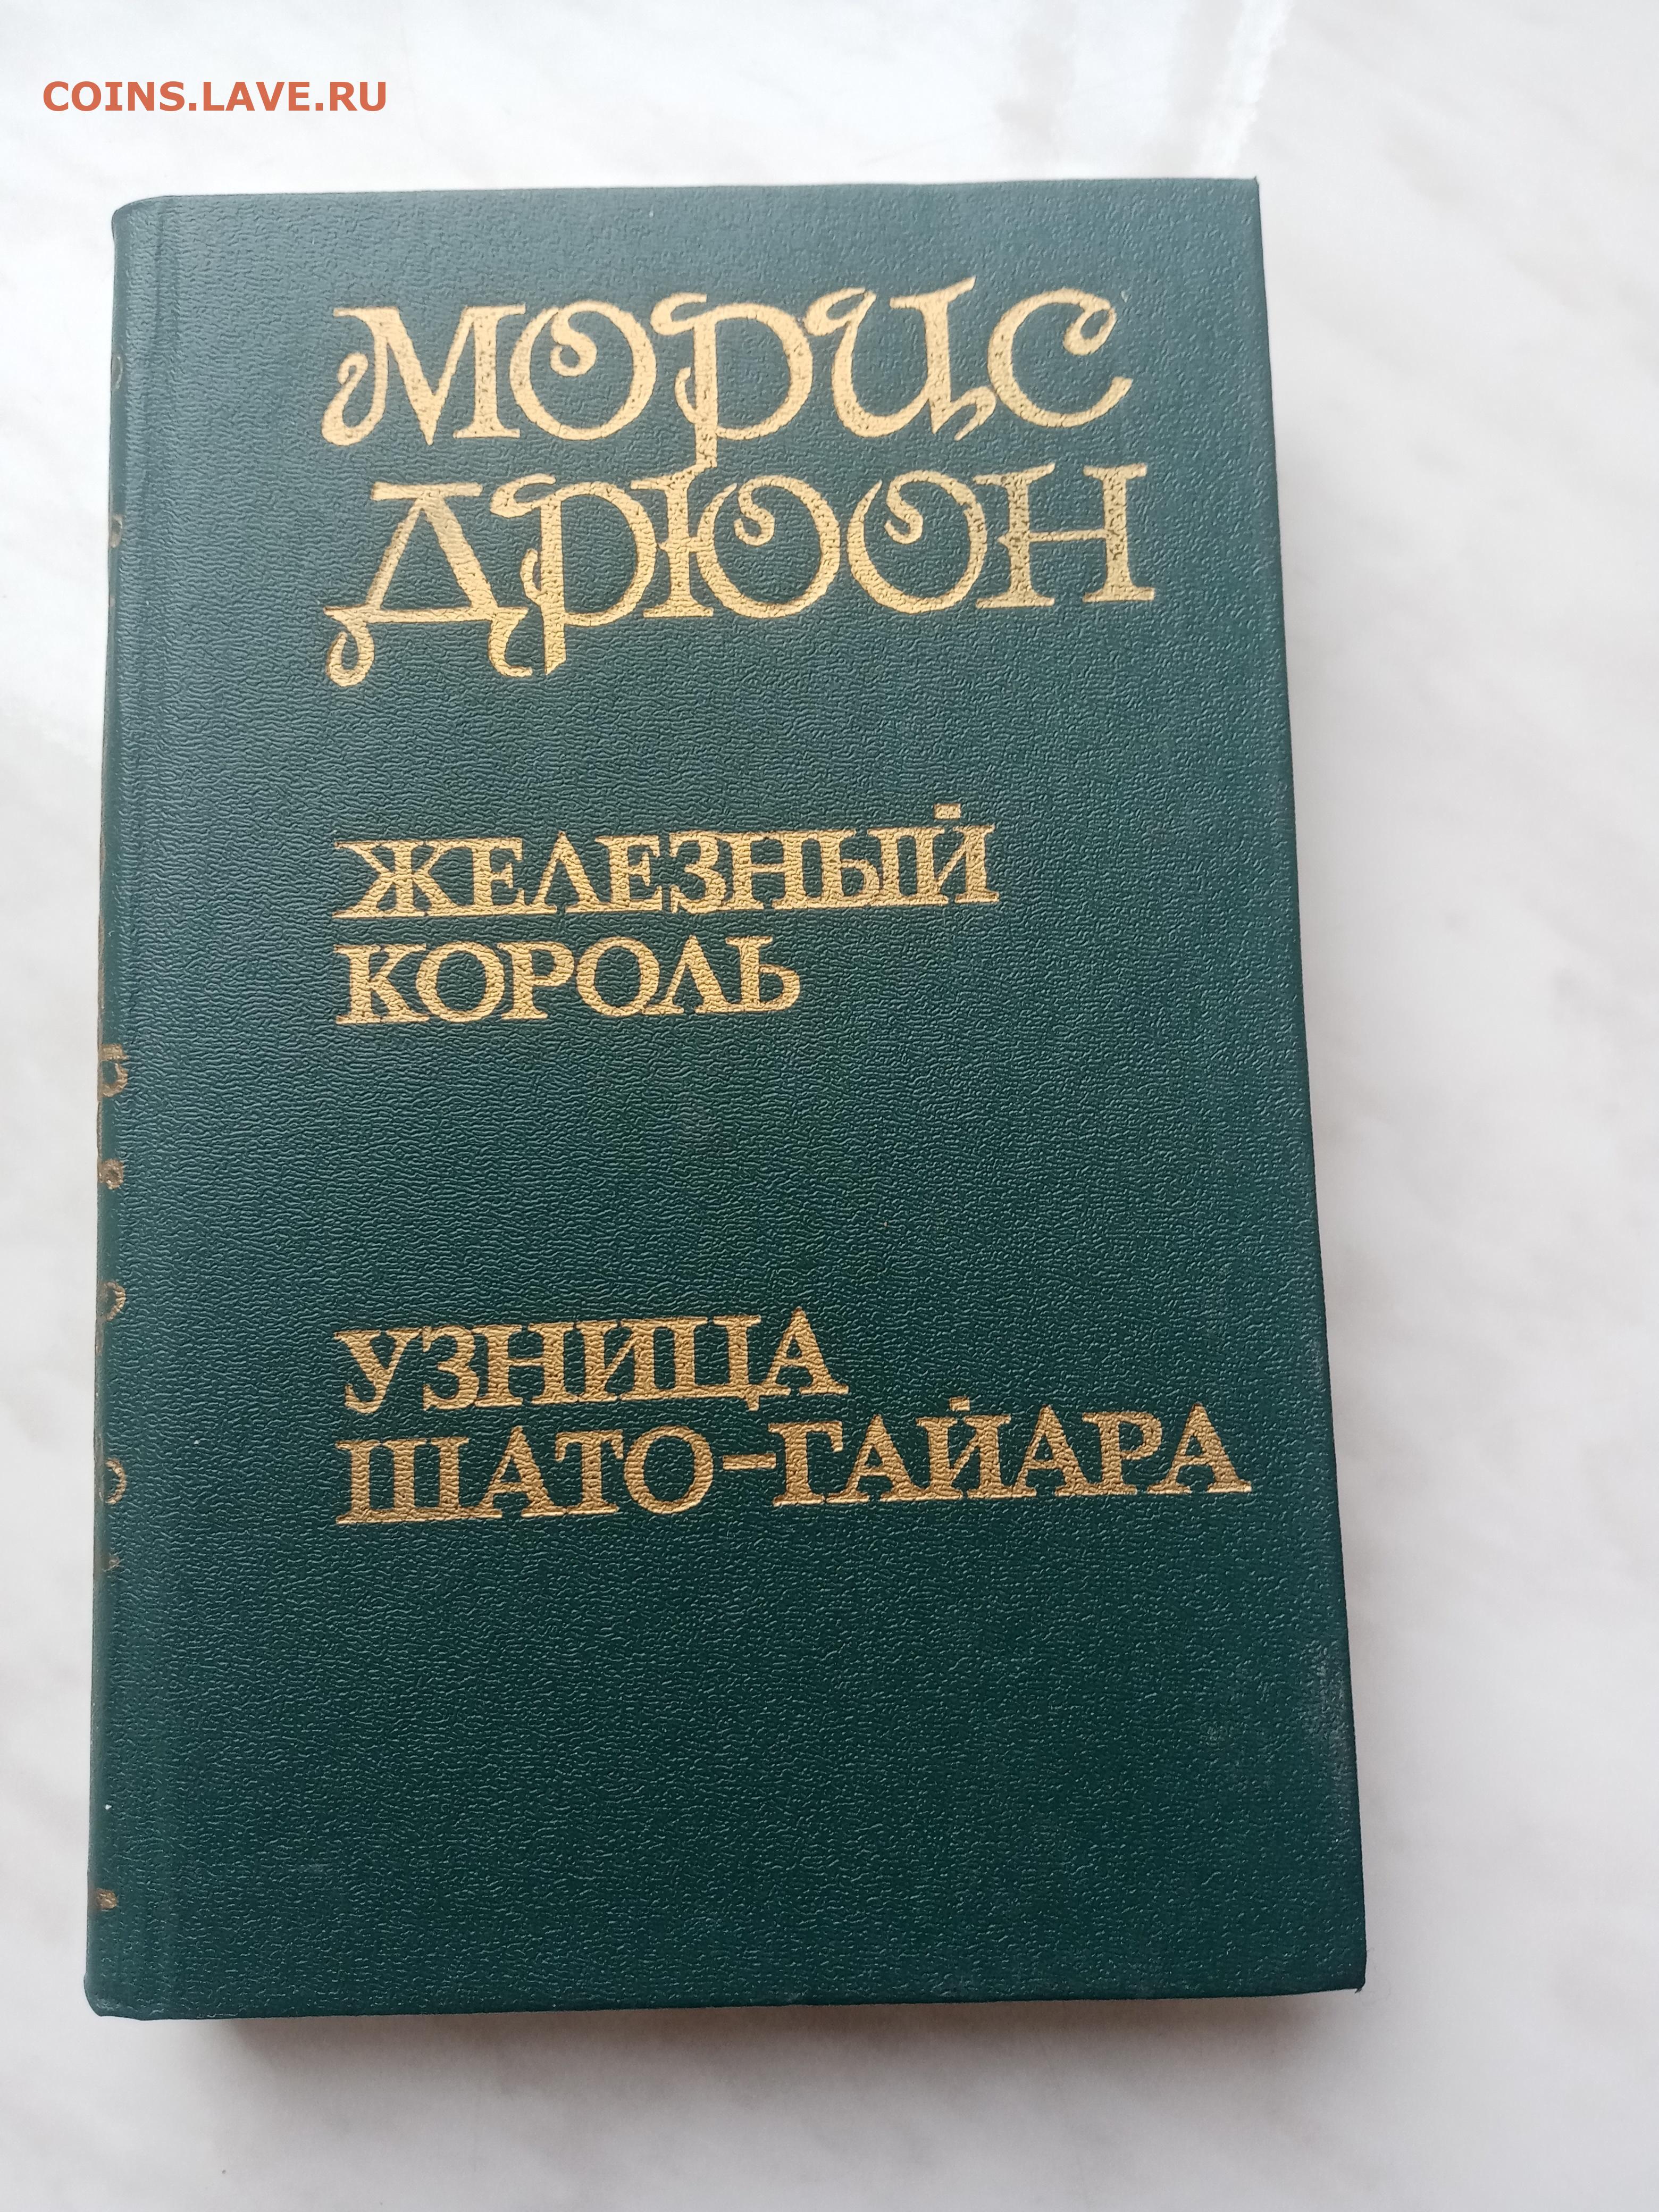 COINS.LAVE.RU
МОРИС
ДРЮОН
ЖЕЛЕЗНЫЙ
КОРОЛЬ
УЗНИЦА
ШАТО-ГАЙАРА